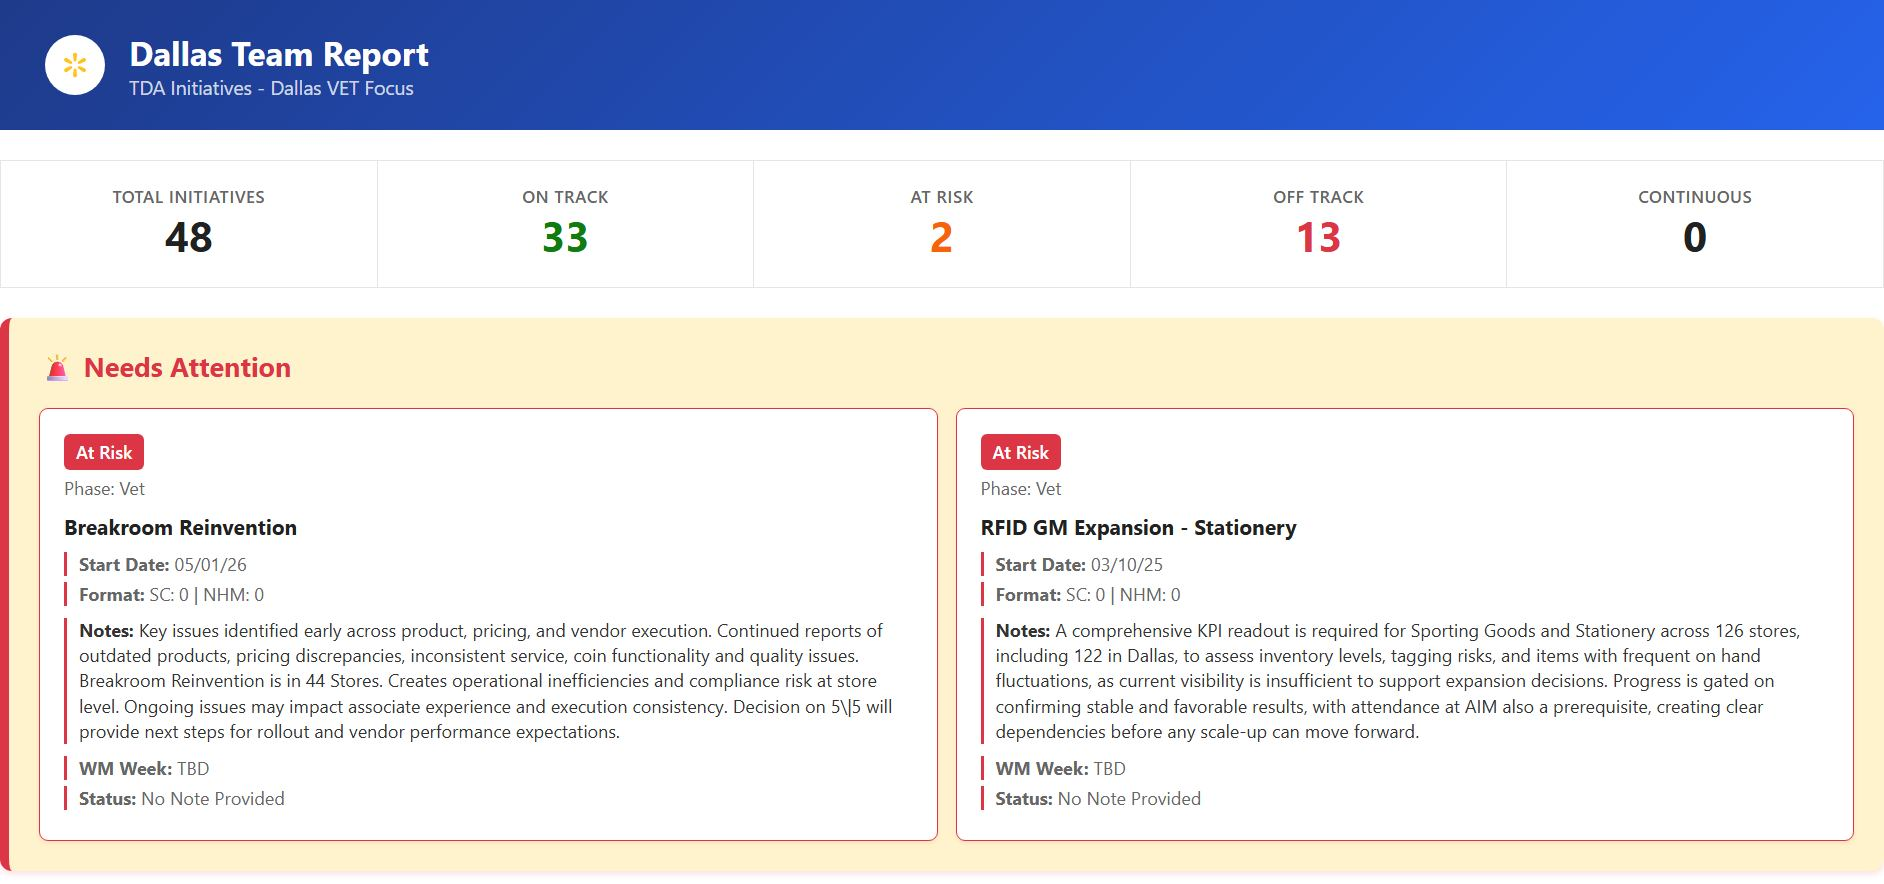 Dallas Team Report
TDA Initiatives - Dallas VET Focus
TOTAL INITIATIVES
48
ON TRACK
33
AT RISK
2
OFF TRACK
13
CONTINUOUS
0
Needs Attention
At Risk
Phase: Vet
Breakroom Reinvention
Start Date: 05/01/26
Format: SC: 0 | NHM: 0
Notes: Key issues identified early across product, pricing, and vendor execution. Continued reports of
outdated products, pricing discrepancies, inconsistent service, coin functionality and quality issues.
Breakroom Reinvention is in 44 Stores. Creates operational inefficiencies and compliance risk at store
level. Ongoing issues may impact associate experience and execution consistency. Decision on 5\|5 will
provide next steps for rollout and vendor performance expectations.
WM Week: TBD
Status: No Note Provided
At Risk
Phase: Vet
RFID GM Expansion - Stationery
Start Date: 03/10/25
Format: SC: 0 | NHM: 0
Notes: A comprehensive KPI readout is required for Sporting Goods and Stationery across 126 stores,
including 122 in Dallas, to assess inventory levels, tagging risks, and items with frequent on hand
fluctuations, as current visibility is insufficient to support expansion decisions. Progress is gated on
confirming stable and favorable results, with attendance at AIM also a prerequisite, creating clear
dependencies before any scale-up can move forward.
WM Week: TBD
Status: No Note Provided